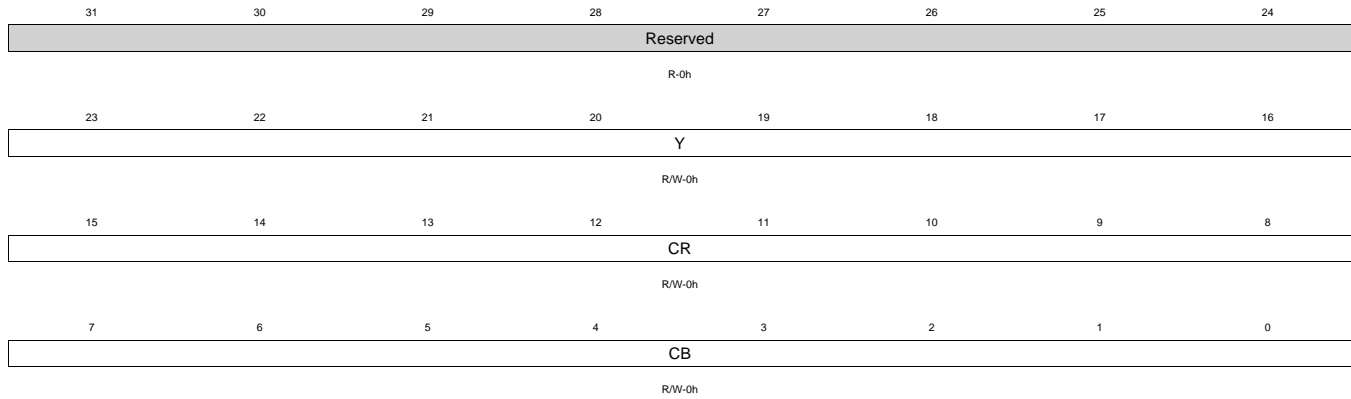 31 30 29 28 27 26 25 24
Reserved
R-0h
23 22 21 20 19 18 17 16
Y
R/W-0h
15 14 13 12 11 10 9 8
CR
R/W-0h
7 6 5 4 3 2 1 0
CB
R/W-0h